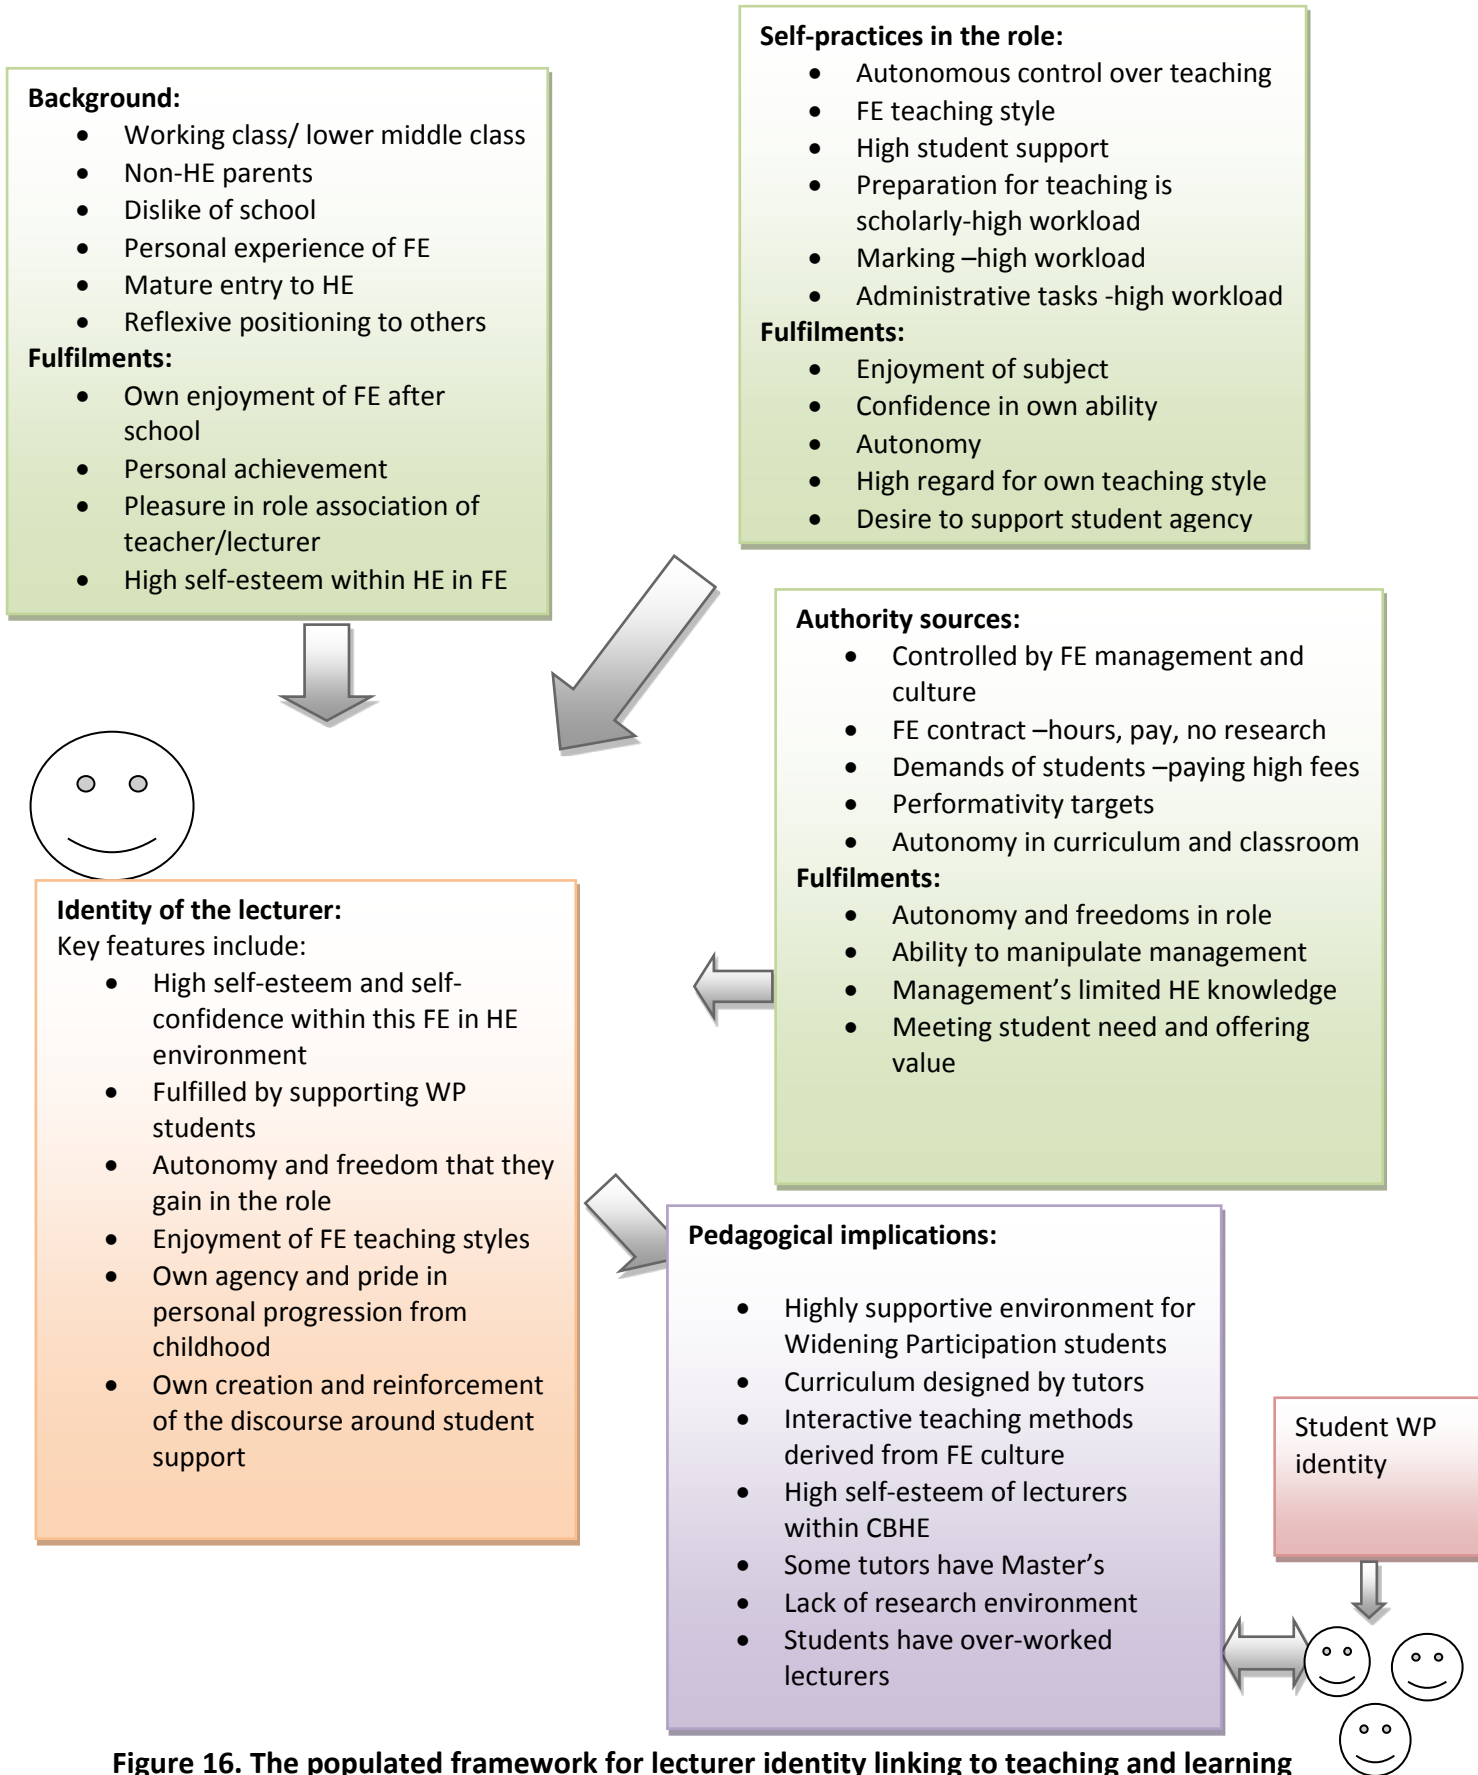 Background:
• Working class/ lower middle class
• Non-HE parents
• Dislike of school
• Personal experience of FE
• Mature entry to HE
• Reflexive positioning to others
Fulfilments:
• Own enjoyment of FE after
school
• Personal achievement
• Pleasure in role association of
teacher/lecturer
• High self-esteem within HE in FE
Self-practices in the role:
• Autonomous control over teaching
• FE teaching style
• High student support
• Preparation for teaching is
scholarly-high workload
• Marking –high workload
• Administrative tasks -high workload
Fulfilments:
• Enjoyment of subject
• Confidence in own ability
• Autonomy
• High regard for own teaching style
• Desire to support student agency
Authority sources:
• Controlled by FE management and
culture
• FE contract –hours, pay, no research
• Demands of students –paying high fees
• Performativity targets
• Autonomy in curriculum and classroom
Fulfilments:
• Autonomy and freedoms in role
• Ability to manipulate management
• Management’s limited HE knowledge
• Meeting student need and offering
value
Identity of the lecturer:
Key features include:
• High self-esteem and self-
confidence within this FE in HE
environment
• Fulfilled by supporting WP
students
• Autonomy and freedom that they
gain in the role
• Enjoyment of FE teaching styles
• Own agency and pride in
personal progression from
childhood
• Own creation and reinforcement
of the discourse around student
support
Pedagogical implications:
• Highly supportive environment for
Widening Participation students
• Curriculum designed by tutors
• Interactive teaching methods
derived from FE culture
• High self-esteem of lecturers
within CBHE
• Some tutors have Master’s
• Lack of research environment
• Students have over-worked
lecturers
Student WP
identity
Figure 16. The populated framework for lecturer identity linking to teaching and learning